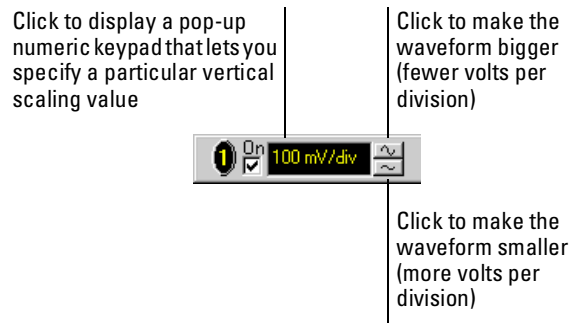 Click to display a pop-up
numeric keypad that lets you
specify a particular vertical
scaling value
Click to make the
waveform bigger
(fewer volts per
division)
1 On 100 mV/div
Click to make the
waveform smaller
(more volts per
division)